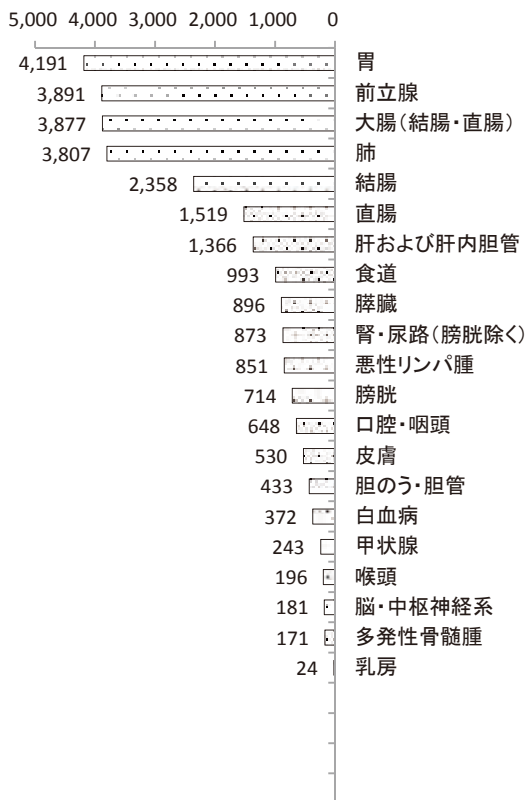 5,000 4,000 3,000 2,000 1,000 0
4,191 胃
3,891 前立腺
3,877 大腸（結腸・直腸）
3,807 肺
2,358 結腸
1,519 直腸
1,366 肝および肝内胆管
993 食道
896 膵臓
873 腎・尿路（膀胱除く）
851 悪性リンパ腫
714 膀胱
648 口腔・咽頭
530 皮膚
433 胆のう・胆管
372 白血病
243 甲状腺
196 喉頭
181 脳・中枢神経系
171 多発性骨髄腫
24 乳房